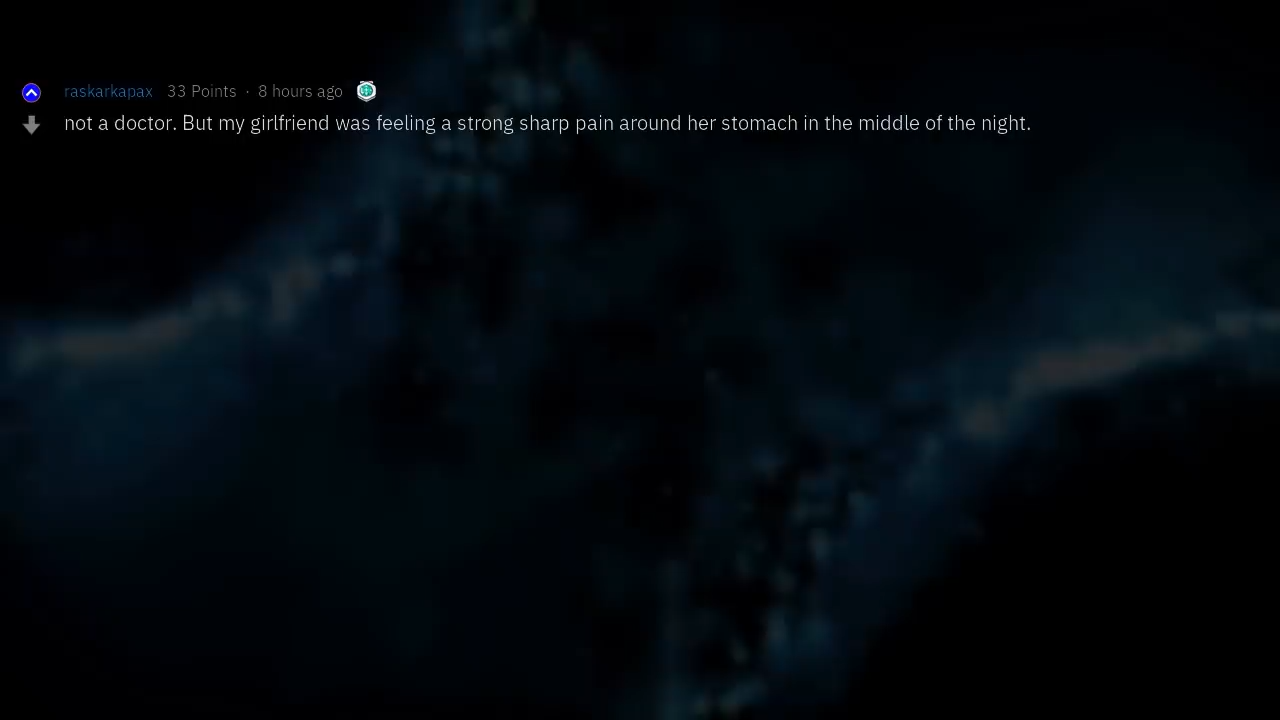 raskarkapax 33 Points · 8 hours ago
not a doctor. But my girlfriend was feeling a strong sharp pain around her stomach in the middle of the night.